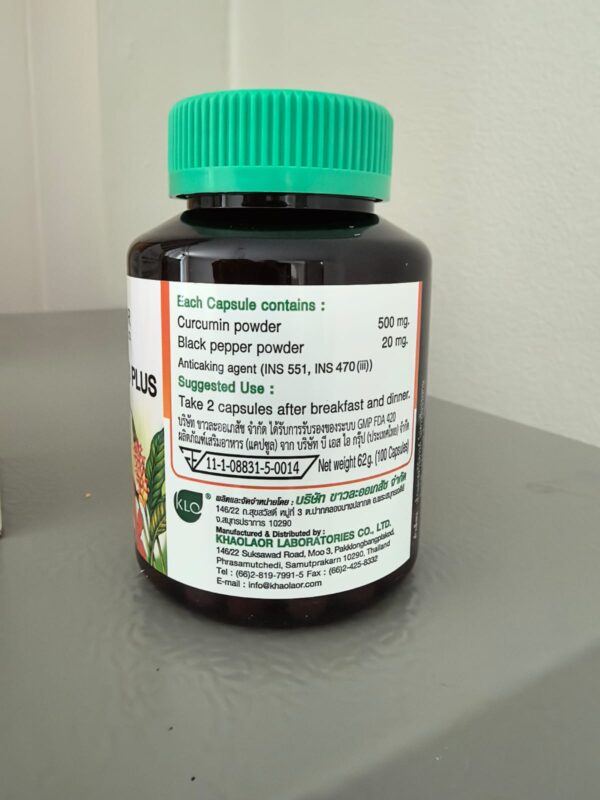 PLUS
Each Capsule contains :
Curcumin powder 500 mg.
Black pepper powder 20 mg.
Anticaking agent (INS 551, INS 470 (iii))
Suggested Use :
Take 2 capsules after breakfast and dinner.
บริษัท ขาวละออเภสัช จำกัด ได้รับการรับรองของระบบ GMP FDA 420
ผลิตภัณฑ์เสริมอาหาร (แคปซูล) จาก บริษัท บี เอส ไอ กรุ๊ป (ประเทศไทย) จำกัด
11-1-08831-5-0014 Net weight 62g. (100 Capsules)
KLO ®
ผลิตและจัดจำหน่ายโดย : บริษัท ขาวละออเภสัช จำกัด
146/22 ถ.สุขสวัสดิ์ หมู่ที่ 3 ต.ปากคลองบางปลากด อ.พระสมุทรเจดีย์
จ.สมุทรปราการ 10290
Manufactured & Distributed by :
KHAOLAOR LABORATORIES CO., LTD.
146/22 Suksawad Road, Moo 3, Pakklongbangplakod,
Phrasamutchedi, Samutprakarn 10290, Thailand
Tel : (66)2-819-7991-5 Fax : (66)2-425-8332
E-mail : info@khaolaor.com